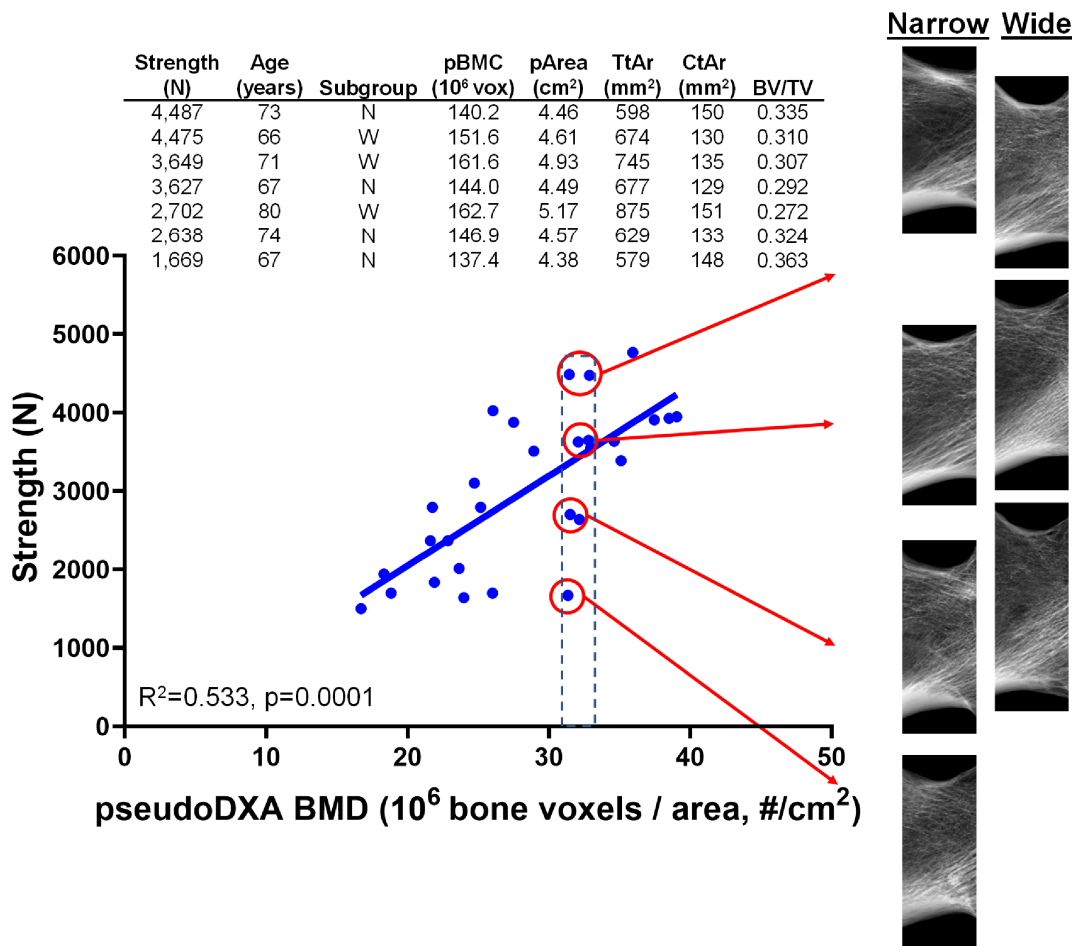 Narrow Wide
Strength Age pBMC pArea TtAr CtAr
(N) (years) Subgroup (10⁶ vox) (cm²) (mm²) (mm²) BV/TV
4,487 73 N 140.2 4.46 598 150 0.335
4,475 66 W 151.6 4.61 674 130 0.310
3,649 71 W 161.6 4.93 745 135 0.307
3,627 67 N 144.0 4.49 677 129 0.292
2,702 80 W 162.7 5.17 875 151 0.272
2,638 74 N 146.9 4.57 629 133 0.324
1,669 67 N 137.4 4.38 579 148 0.363
6000
5000
4000
3000
2000
1000
0
Strength (N)
R²=0.533, p=0.0001
0 10 20 30 40 50
pseudoDXA BMD (10⁶ bone voxels / area, #/cm²)